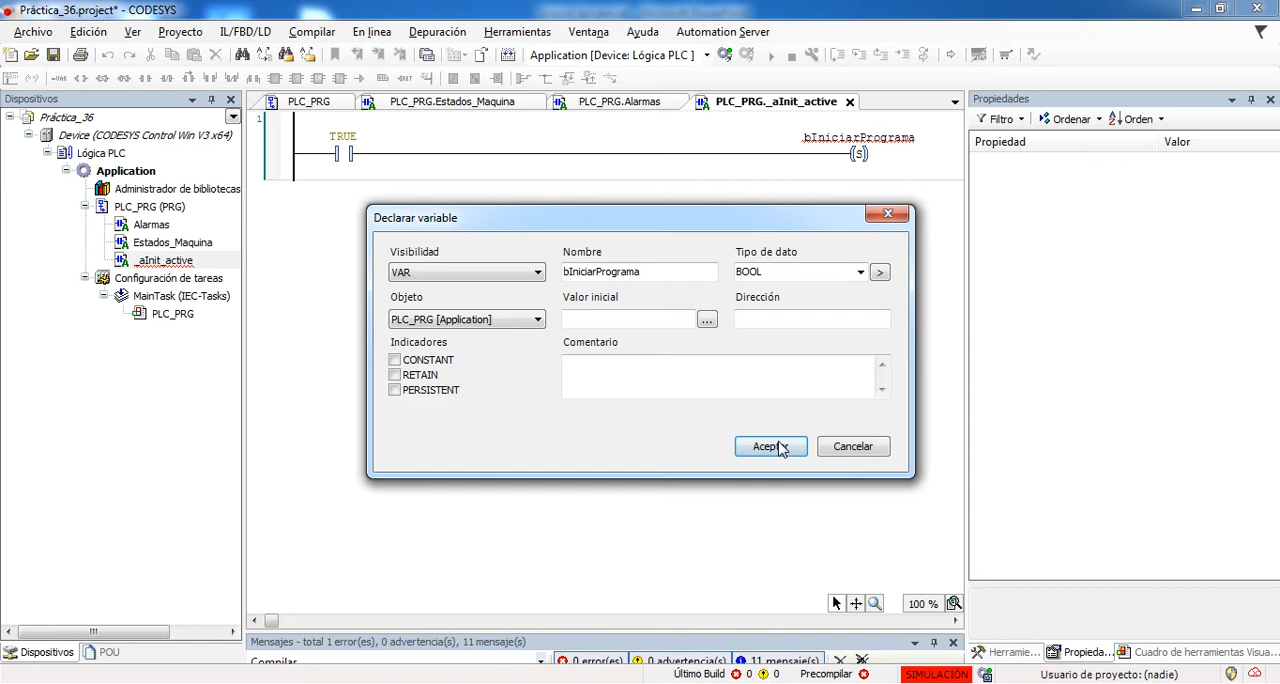 Práctica_36.project* - CODESYS
Archivo Edición Ver Proyecto IL/FBD/LD Compilar En línea Depuración Herramientas Ventana Ayuda Automation Server
Application [Device: Lógica PLC]
Dispositivos
Práctica_36
Device (CODESYS Control Win V3 x64)
Lógica PLC
Application
Administrador de bibliotecas
PLC_PRG (PRG)
Alarmas
Estados_Maquina
_aInit_active
Configuración de tareas
MainTask (IEC-Tasks)
PLC_PRG
Dispositivos POU
PLC_PRG PLC_PRG.Estados_Maquina PLC_PRG.Alarmas PLC_PRG._aInit_active
1
TRUE bIniciarPrograma
S
Declarar variable
Visibilidad Nombre Tipo de dato
VAR bIniciarPrograma BOOL >
Objeto Valor inicial Dirección
PLC_PRG [Application] ...
Indicadores Comentario
CONSTANT
RETAIN
PERSISTENT
Cancelar
100 %
Mensajes - total 1 error(es), 0 advertencia(s), 11 mensaje(s)
Compilar 0 error(es) 0 advertencia(s) 11 mensaje(s)
Propiedades
Filtro Ordenar Orden
Propiedad Valor
Herramie... Propieda... Cuadro de herramientas Visua...
Último Build 0 0 Precompilar SIMULACIÓN Usuario de proyecto: (nadie)